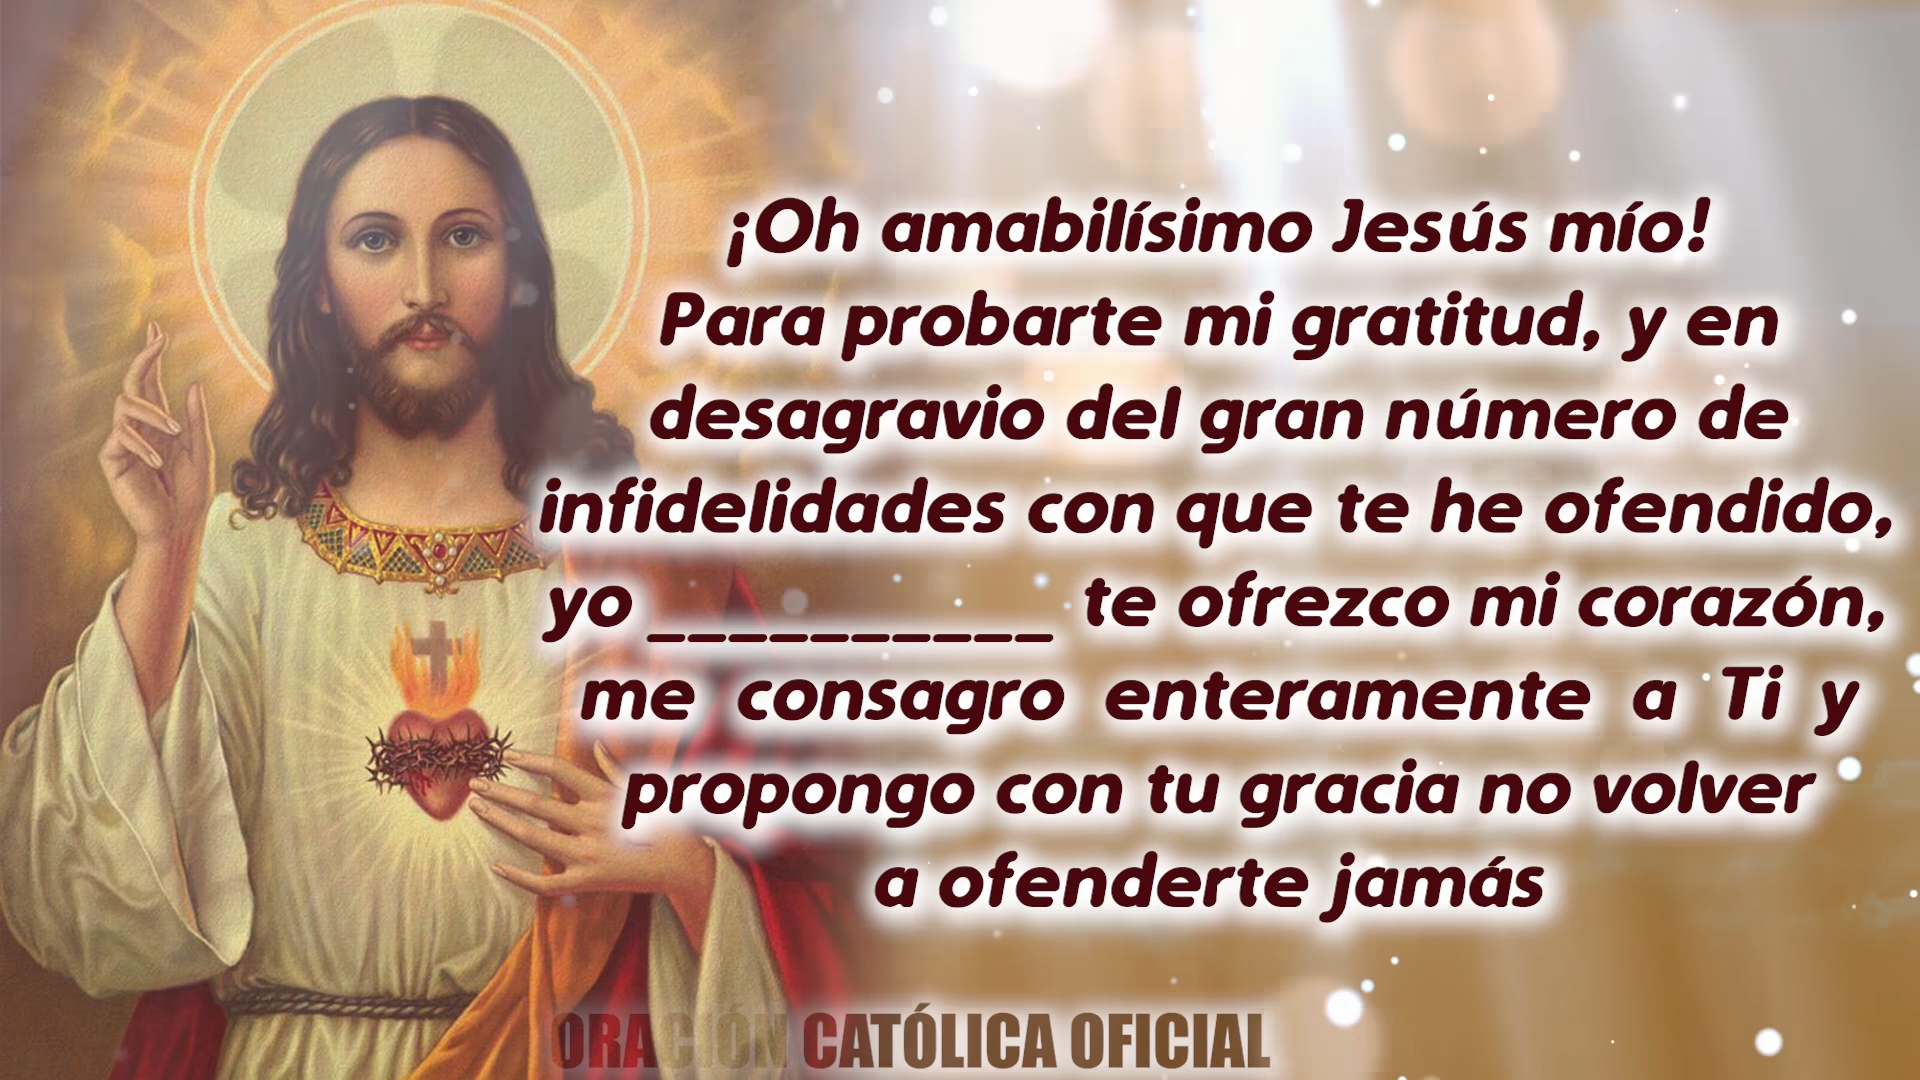 ¡Oh amabilísimo Jesús mío!
Para probarte mi gratitud, y en
desagravio del gran número de
infidelidades con que te he ofendido,
yo __________ te ofrezco mi corazón,
me consagro enteramente a Ti y
propongo con tu gracia no volver
a ofenderte jamás
ORACIÓN CATÓLICA OFICIAL